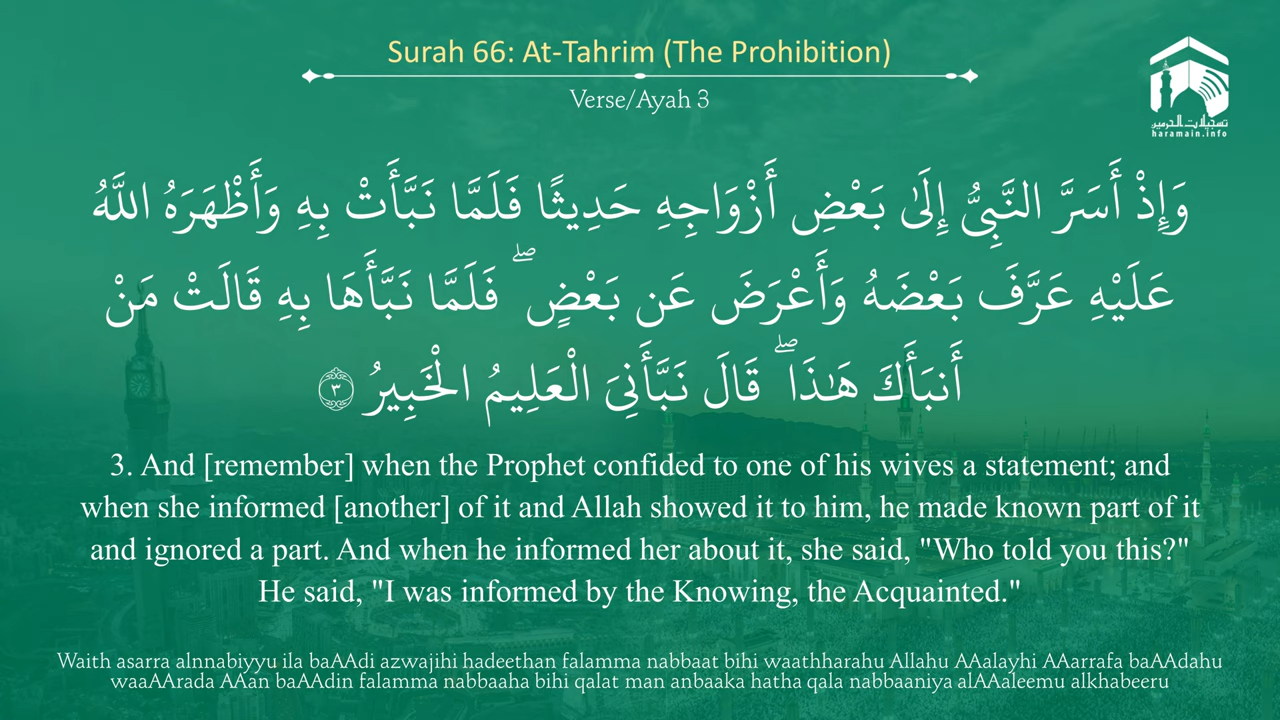 Surah 66: At-Tahrim (The Prohibition)
Verse/Ayah 3
تسجيلات الحرمين
haramain.info
وَإِذْ أَسَرَّ النَّبِىُّ إِلَىٰ بَعْضِ أَزْوَاجِهِ حَدِيثًا فَلَمَّا نَبَّأَتْ بِهِ وَأَظْهَرَهُ اللَّهُ
عَلَيْهِ عَرَّفَ بَعْضَهُ وَأَعْرَضَ عَن بَعْضٍ ۖ فَلَمَّا نَبَّأَهَا بِهِ قَالَتْ مَنْ
أَنبَأَكَ هَـٰذَا ۖ قَالَ نَبَّأَنِىَ الْعَلِيمُ الْخَبِيرُ ٣
3. And [remember] when the Prophet confided to one of his wives a statement; and
when she informed [another] of it and Allah showed it to him, he made known part of it
and ignored a part. And when he informed her about it, she said, "Who told you this?"
He said, "I was informed by the Knowing, the Acquainted."
Waith asarra alnnabiyyu ila baAAdi azwajihi hadeethan falamma nabbaat bihi waathharahu Allahu AAalayhi AAarrafa baAAdahu
waaAArada AAan baAAdin falamma nabbaaha bihi qalat man anbaaka hatha qala nabbaaniya alAAaleemu alkhabeeru